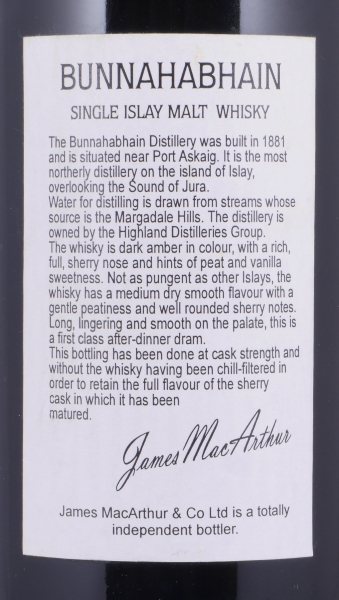 BUNNAHABHAIN
SINGLE ISLAY MALT WHISKY
The Bunnahabhain Distillery was built in 1881
and is situated near Port Askaig. It is the most
northerly distillery on the island of Islay,
overlooking the Sound of Jura.
Water for distilling is drawn from streams whose
source is the Margadale Hills. The distillery is
owned by the Highland Distilleries Group.
The whisky is dark amber in colour, with a rich,
full, sherry nose and hints of peat and vanilla
sweetness. Not as pungent as other Islays, the
whisky has a medium dry smooth flavour with a
gentle peatiness and well rounded sherry notes.
Long, lingering and smooth on the palate, this is
a first class after-dinner dram.
This bottling has been done at cask strength and
without the whisky having been chill-filtered in
order to retain the full flavour of the sherry
cask in which it has been
matured.
James MacArthur
James MacArthur & Co Ltd is a totally
independent bottler.